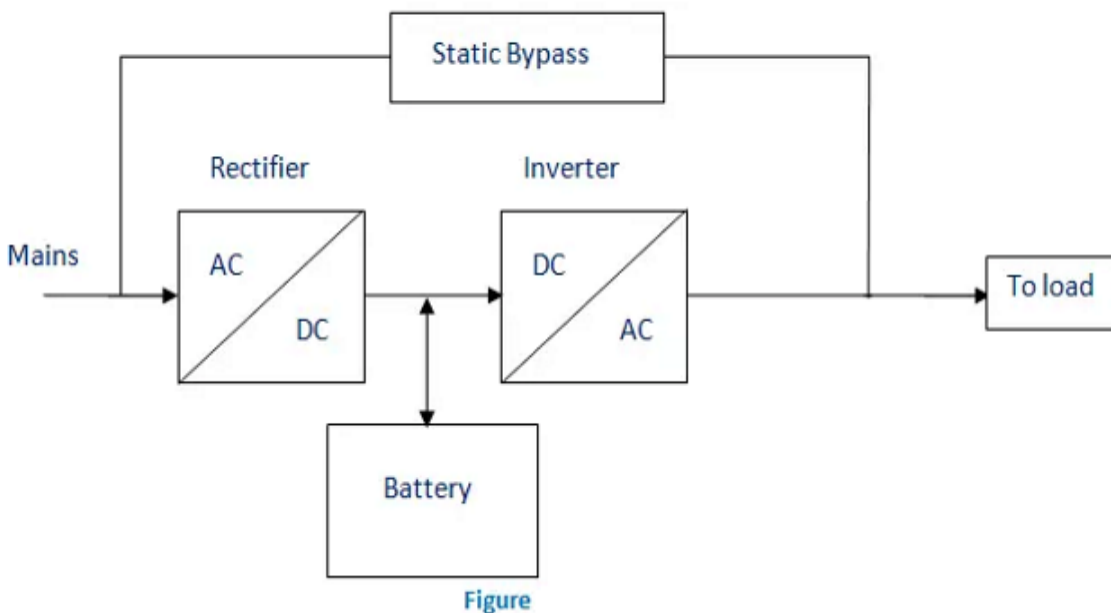 Static Bypass
Rectifier
Inverter
Mains
AC
DC
DC
AC
To load
Battery
Figure